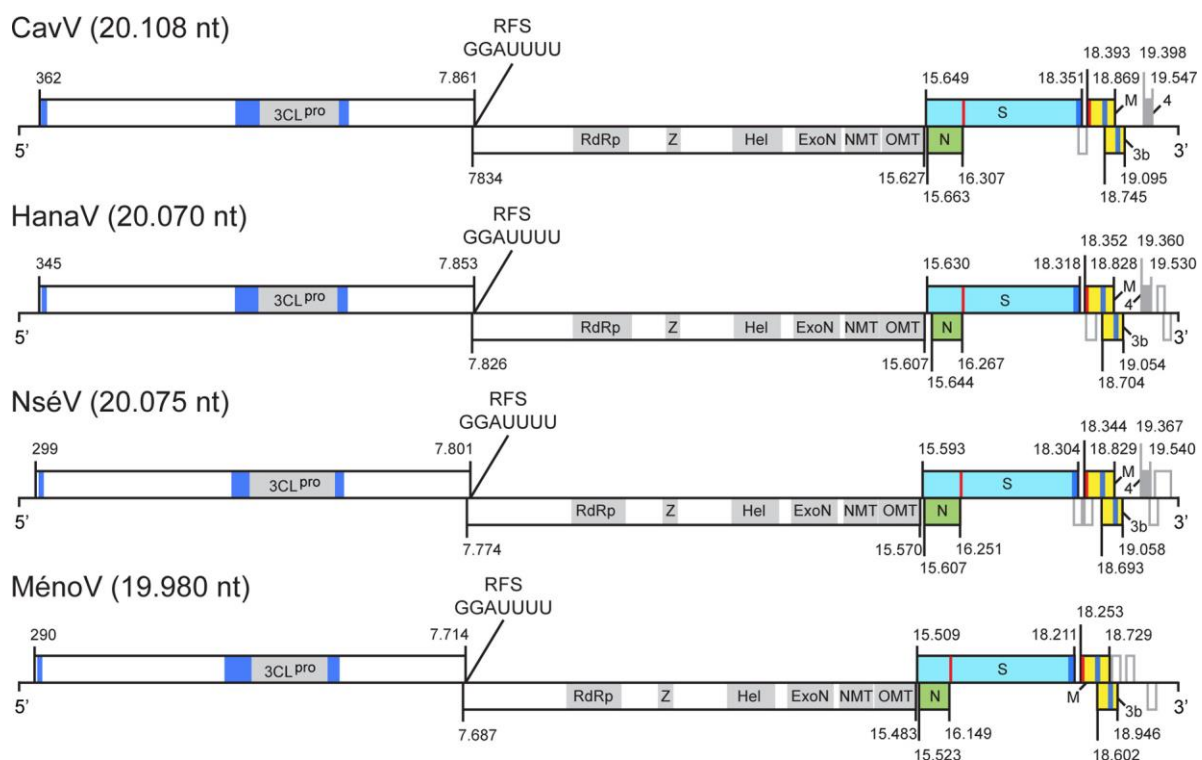 CavV (20.108 nt)
RFS
GGAUUUU
18.393 19.398
362 7.861 15.649 18.351 18.869 19.547
3CLpro S M 4
5’ RdRp Z Hel ExoN NMT OMT N 3b 3’
7834 15.627 16.307 19.095
15.663 18.745
HanaV (20.070 nt)
RFS
GGAUUUU
18.352 19.360
345 7.853 15.630 18.318 18.828 19.530
3CLpro S M 4
5’ RdRp Z Hel ExoN NMT OMT N 3b 3’
7.826 15.607 16.267 19.054
15.644 18.704
NséV (20.075 nt)
RFS
GGAUUUU
18.344 19.367
299 7.801 15.593 18.304 18.829 19.540
3CLpro S M 4
5’ RdRp Z Hel ExoN NMT OMT N 3b 3’
7.774 15.570 16.251 19.058
15.607 18.693
MénoV (19.980 nt)
RFS
GGAUUUU
18.253
290 7.714 15.509 18.211 18.729
3CLpro S M
5’ RdRp Z Hel ExoN NMT OMT N 3b 3’
7.687 15.483 16.149 18.946
15.523 18.602